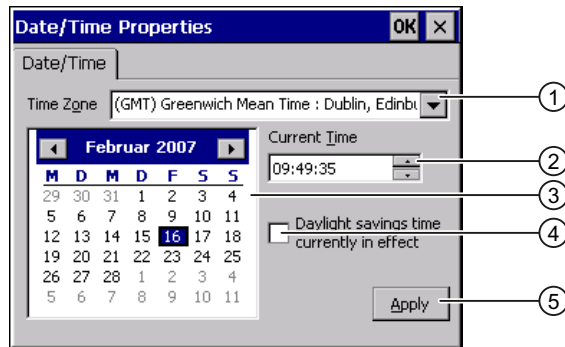 Date/Time Properties OK ×
Date/Time
Time Zone (GMT) Greenwich Mean Time : Dublin, Edinbu
1
Februar 2007
Current Time
M D M D F S S
09:49:35
2
29 30 31 1 2 3 4
3
5 6 7 8 9 10 11
12 13 14 15 16 17 18
19 20 21 22 23 24 25
26 27 28 1 2 3 4
5 6 7 8 9 10 11
Daylight savings time
currently in effect
4
Apply
5